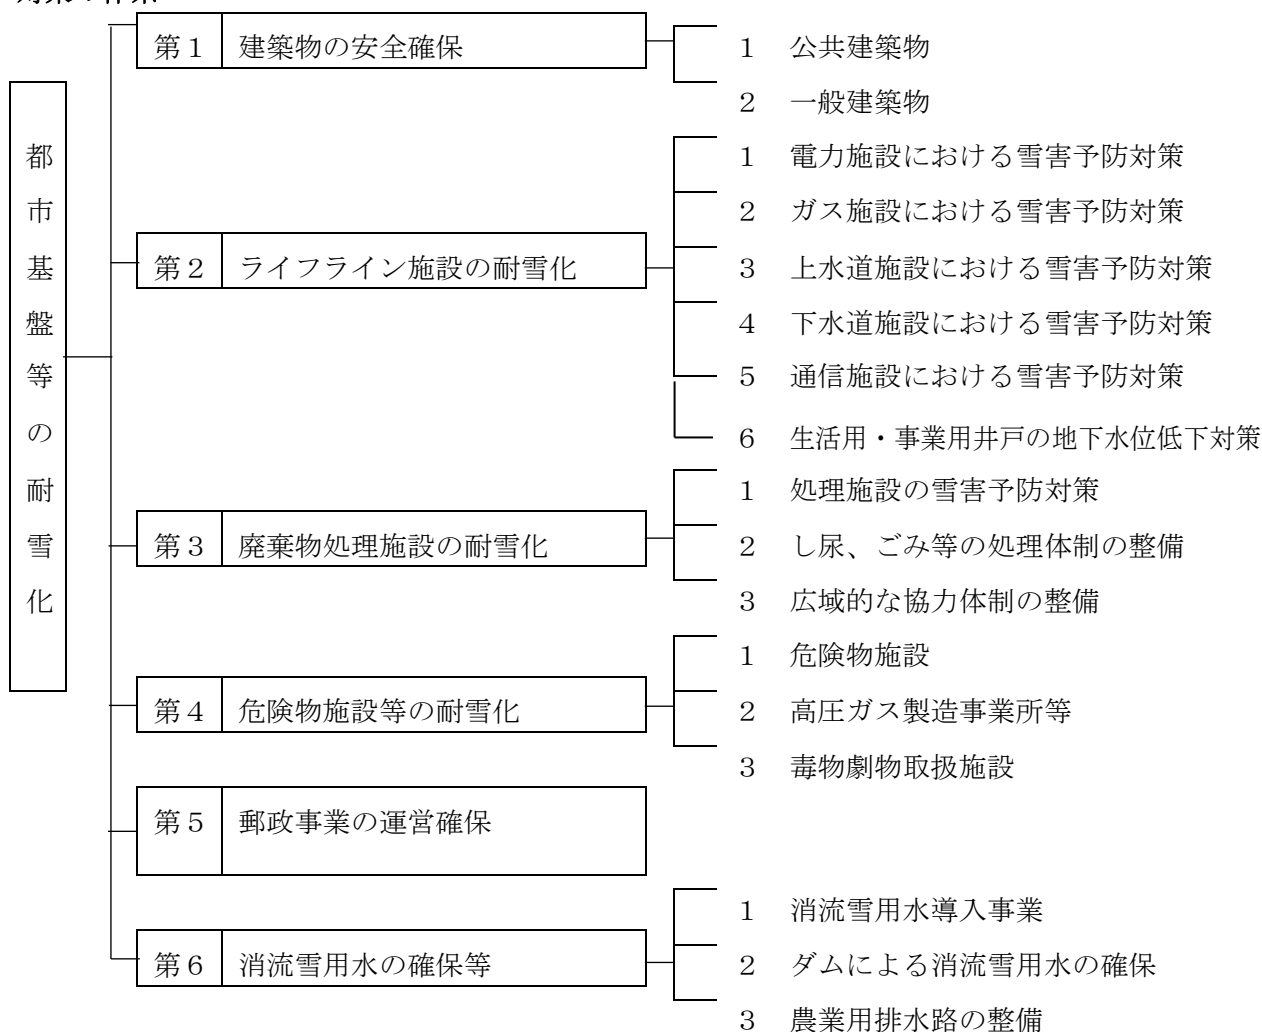 都市基盤等の耐雪化
第１ 建築物の安全確保
１ 公共建築物
２ 一般建築物
第２ ライフライン施設の耐雪化
１ 電力施設における雪害予防対策
２ ガス施設における雪害予防対策
３ 上水道施設における雪害予防対策
４ 下水道施設における雪害予防対策
５ 通信施設における雪害予防対策
６ 生活用・事業用井戸の地下水位低下対策
第３ 廃棄物処理施設の耐雪化
１ 処理施設の雪害予防対策
２ し尿、ごみ等の処理体制の整備
３ 広域的な協力体制の整備
第４ 危険物施設等の耐雪化
１ 危険物施設
２ 高圧ガス製造事業所等
３ 毒物劇物取扱施設
第５ 郵政事業の運営確保
第６ 消流雪用水の確保等
１ 消流雪用水導入事業
２ ダムによる消流雪用水の確保
３ 農業用排水路の整備